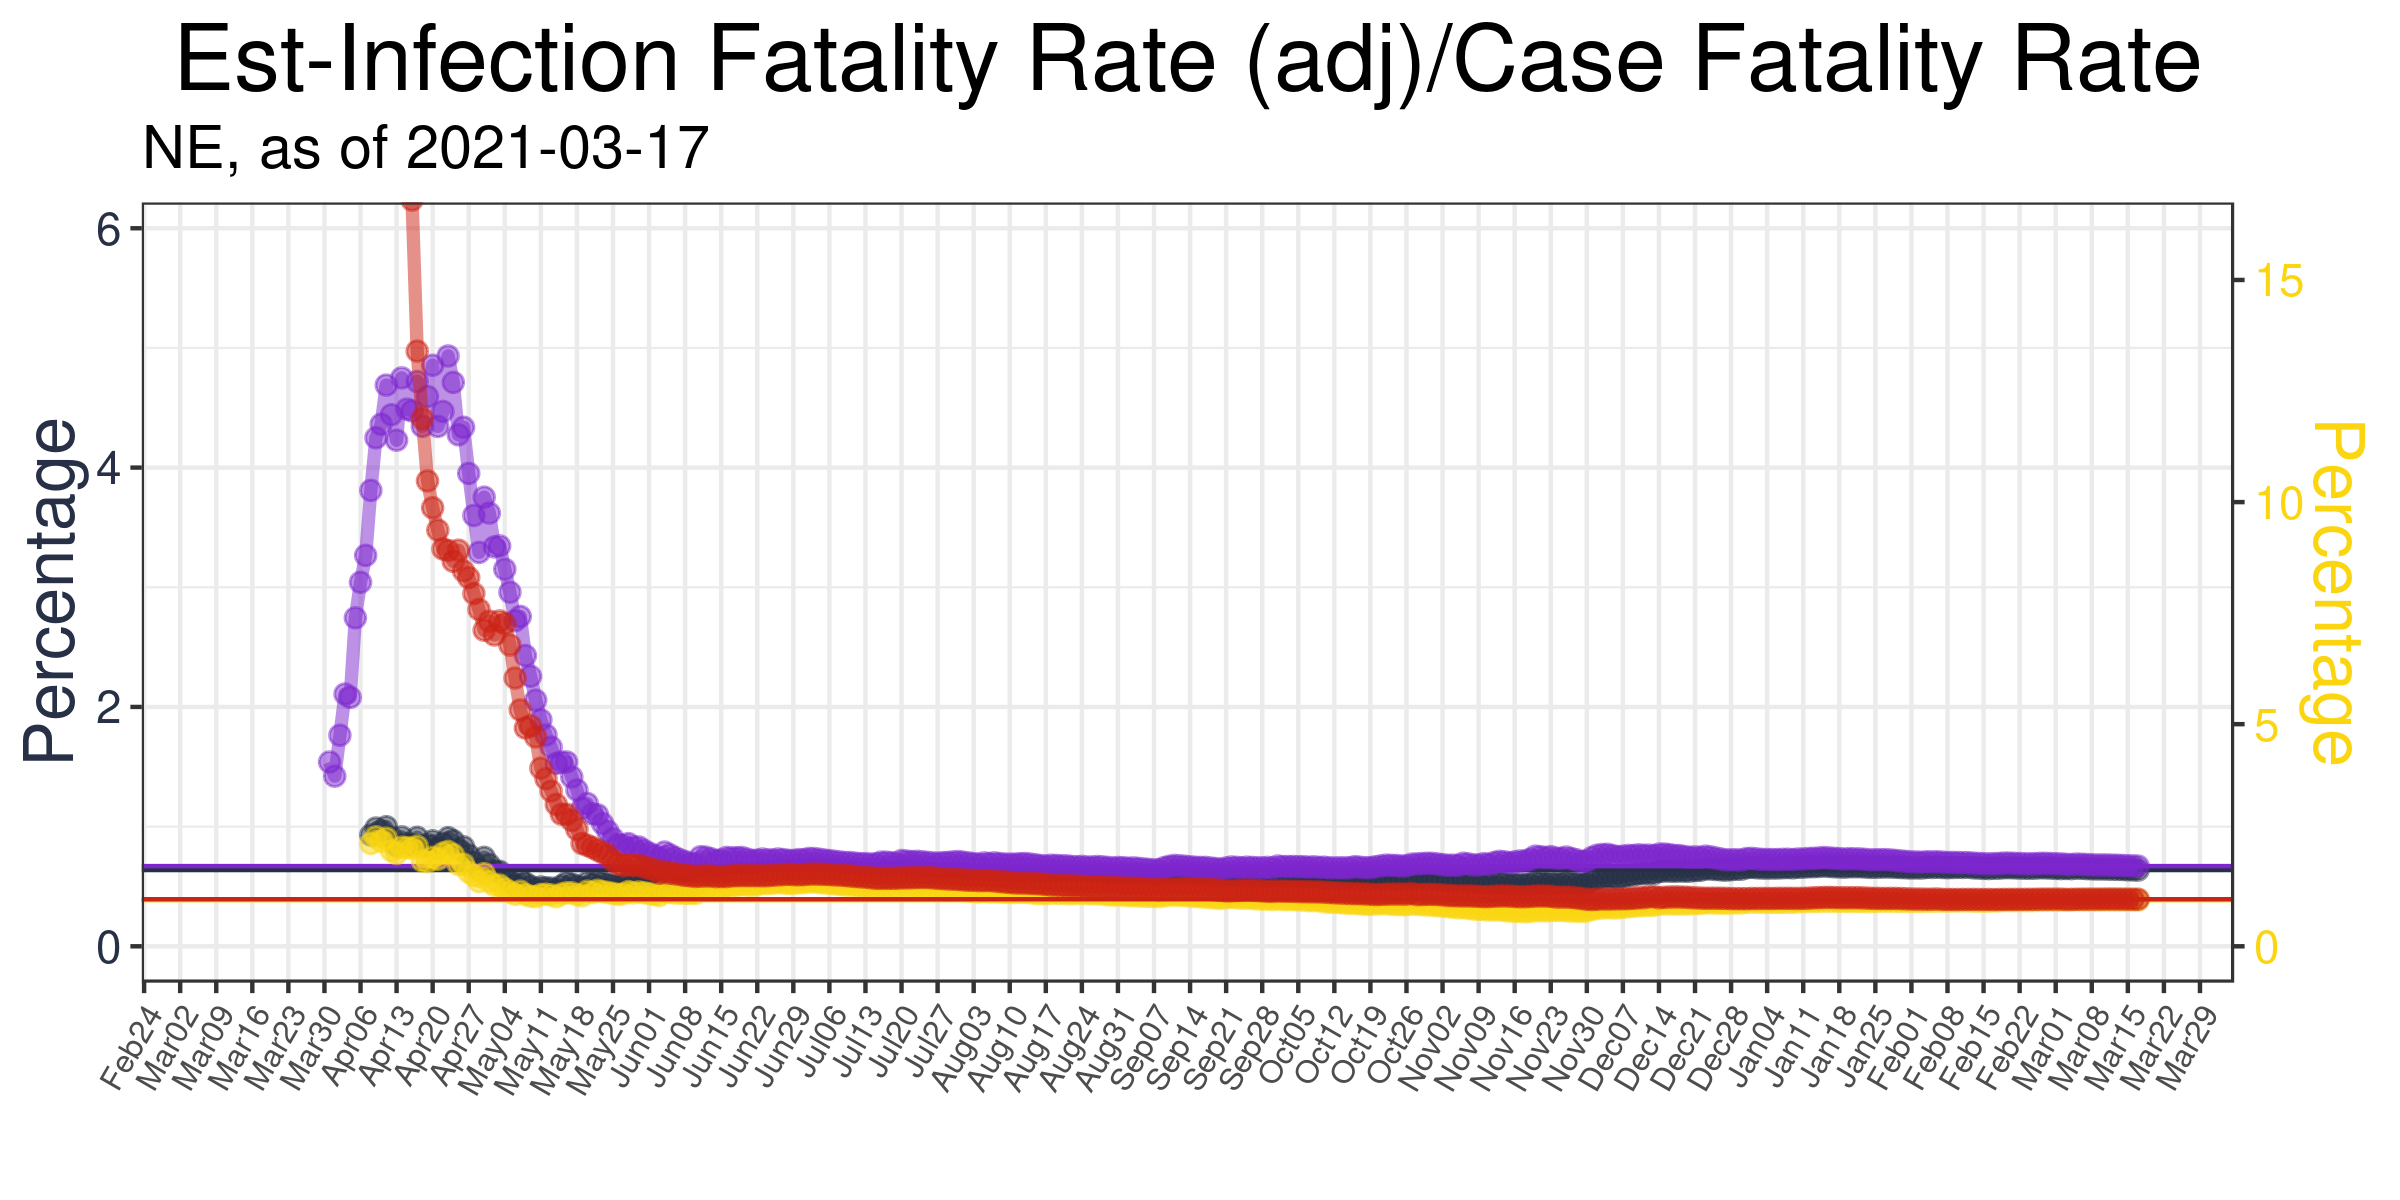 Est-Infection Fatality Rate (adj)/Case Fatality Rate
NE, as of 2021-03-17
Percentage
6
4
2
0
15
10
5
0
Percentage
Feb24
Mar02
Mar09
Mar16
Mar23
Mar30
Apr06
Apr13
Apr20
Apr27
May04
May11
May18
May25
Jun01
Jun08
Jun15
Jun22
Jun29
Jul06
Jul13
Jul20
Jul27
Aug03
Aug10
Aug17
Aug24
Aug31
Sep07
Sep14
Sep21
Sep28
Oct05
Oct12
Oct19
Oct26
Nov02
Nov09
Nov16
Nov23
Nov30
Dec07
Dec14
Dec21
Dec28
Jan04
Jan11
Jan18
Jan25
Feb01
Feb08
Feb15
Feb22
Mar01
Mar08
Mar15
Mar22
Mar29